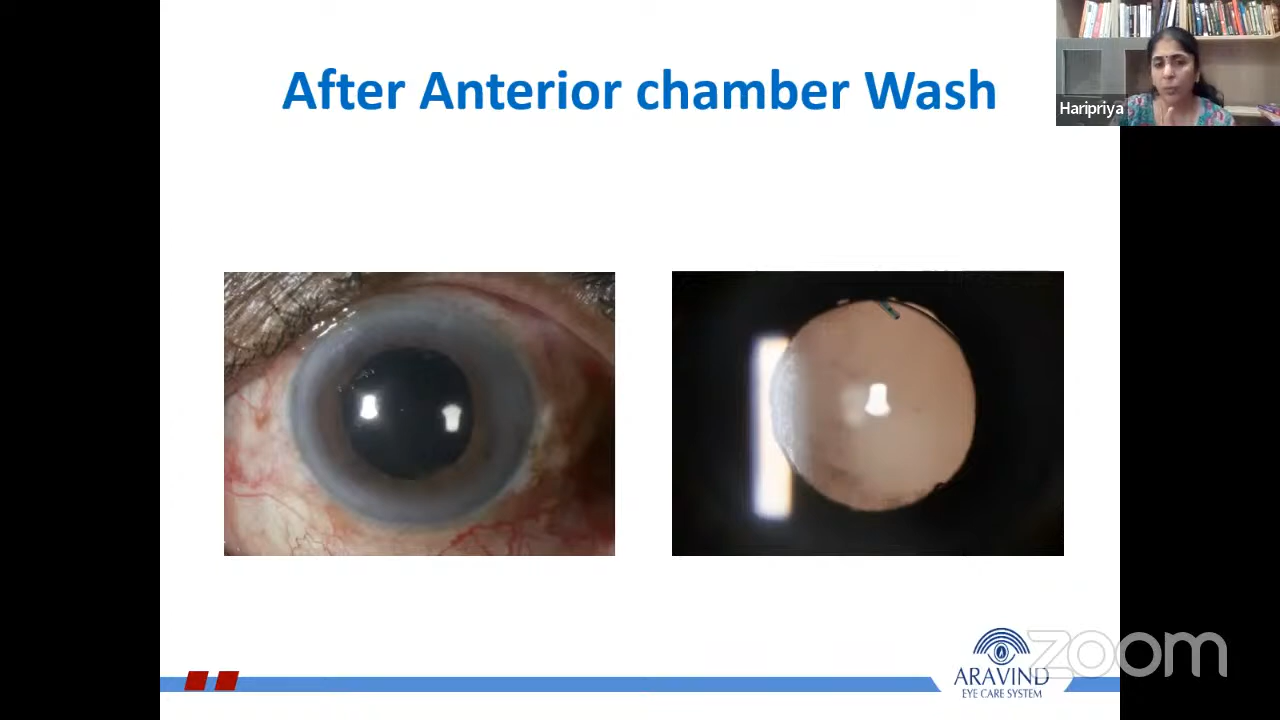 After Anterior chamber Wash
Haripriya
ARAVIND
EYE CARE SYSTEM
zoom